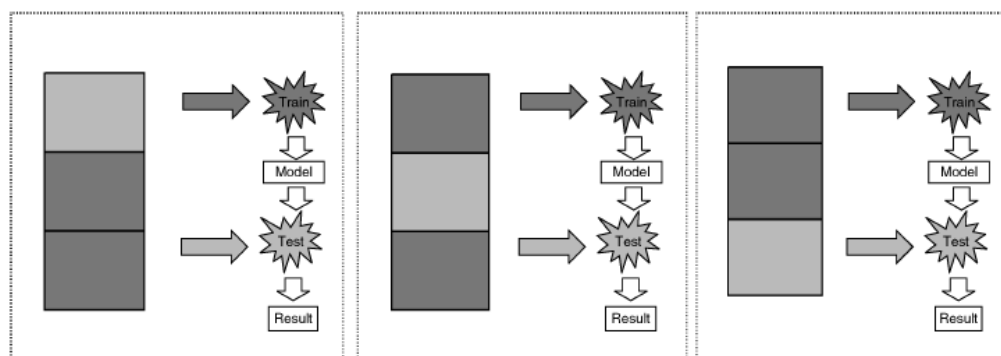 Train
Model
Test
Result
Train
Model
Test
Result
Train
Model
Test
Result